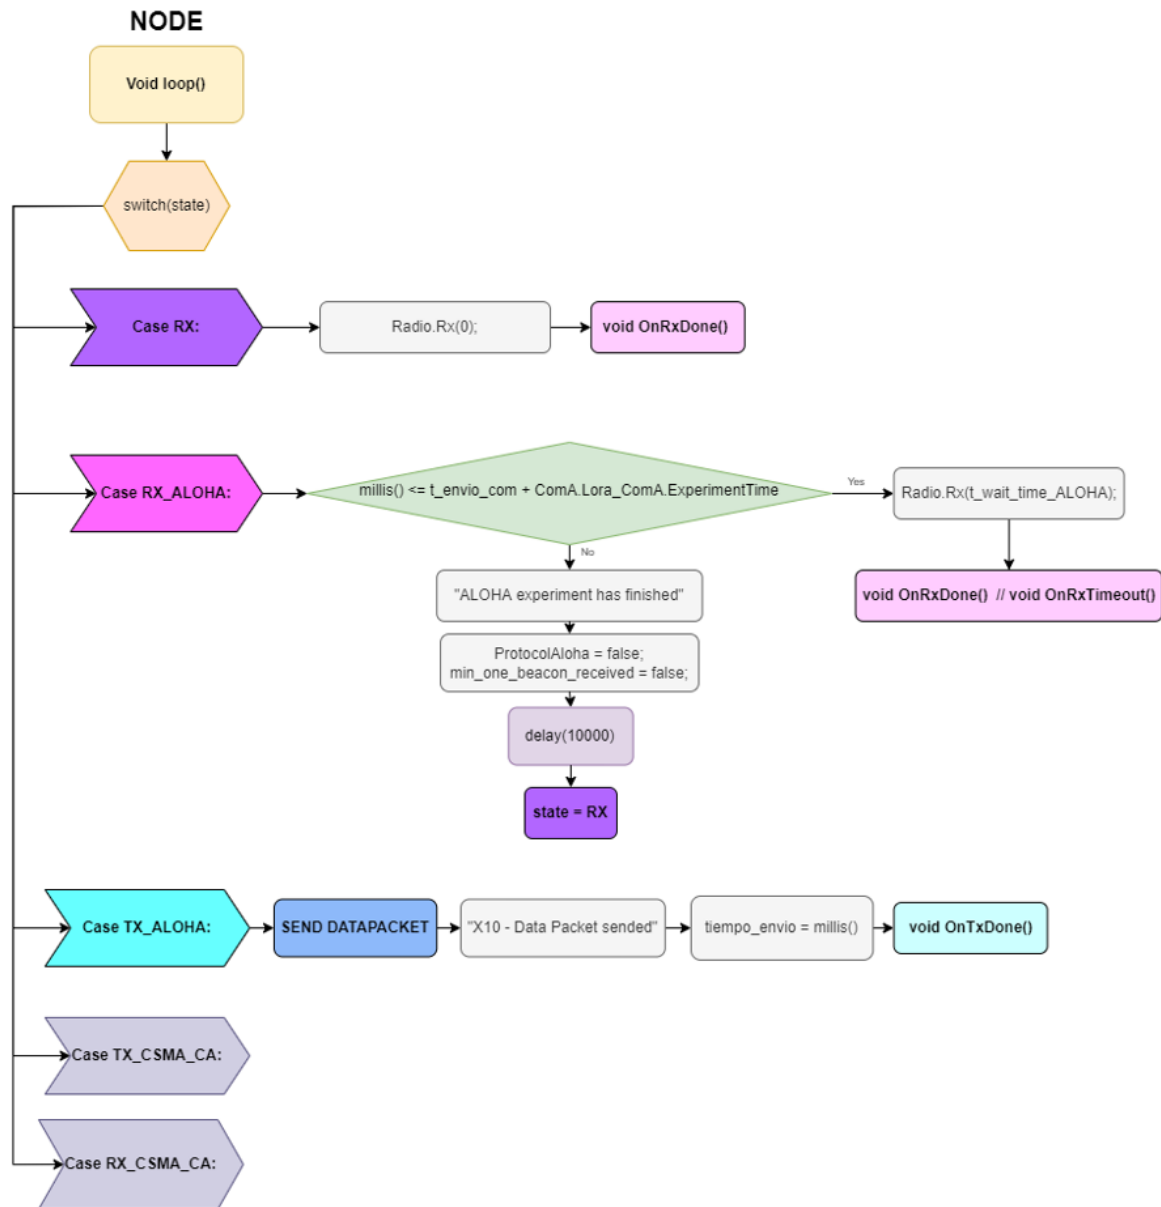 NODE
Void loop()
switch(state)
Case RX:
Radio.Rx(0);
void OnRxDone()
Case RX_ALOHA:
millis() <= t_envio_com + ComA.Lora_ComA.ExperimentTime
Yes
Radio.Rx(t_wait_time_ALOHA);
No
void OnRxDone() // void OnRxTimeout()
"ALOHA experiment has finished"
ProtocolAloha = false;
min_one_beacon_received = false;
delay(10000)
state = RX
Case TX_ALOHA:
SEND DATAPACKET
"X10 - Data Packet sended"
tiempo_envio = millis()
void OnTxDone()
Case TX_CSMA_CA:
Case RX_CSMA_CA: